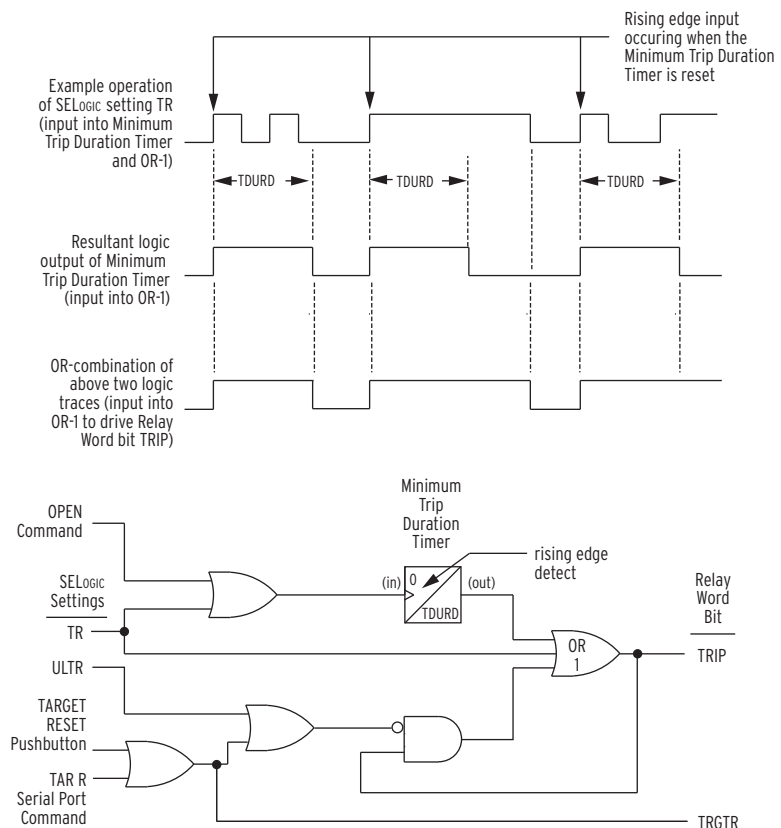 Rising edge input
occuring when the
Minimum Trip Duration
Timer is reset
Example operation
of SELOGIC setting TR
(input into Minimum
Trip Duration Timer
and OR-1)
TDURD
TDURD
TDURD
Resultant logic
output of Minimum
Trip Duration Timer
(input into OR-1)
OR-combination of
above two logic
traces (input into
OR-1 to drive Relay
Word bit TRIP)
Minimum
Trip
Duration
Timer
OPEN
Command
rising edge
detect
(in)
0
(out)
TDURD
SELOGIC
Settings
TR
Relay
Word
Bit
OR
1
TRIP
ULTR
TARGET
RESET
Pushbutton
TAR R
Serial Port
Command
TRGTR